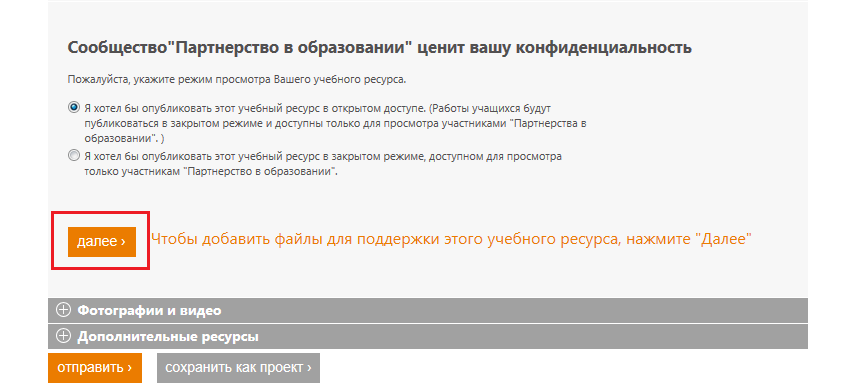 Сообщество"Партнерство в образовании" ценит вашу конфиденциальность
Пожалуйста, укажите режим просмотра Вашего учебного ресурса.
Я хотел бы опубликовать этот учебный ресурс в открытом доступе. (Работы учащихся будут
публиковаться в закрытом режиме и доступны только для просмотра участниками "Партнерства в
образовании". )
Я хотел бы опубликовать этот учебный ресурс в закрытом режиме, доступном для просмотра
только участникам "Партнерство в образовании".
далее ›
Чтобы добавить файлы для поддержки этого учебного ресурса, нажмите "Далее"
Фотографии и видео
Дополнительные ресурсы
отправить ›
сохранить как проект ›